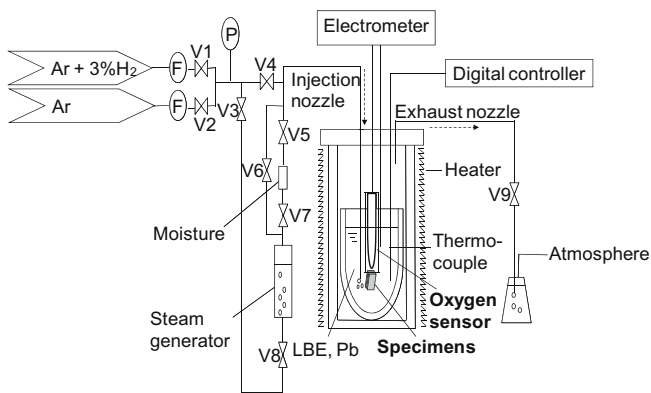 Electrometer
P
V1
V4
Ar + 3%H2
F
Injection
nozzle
Digital controller
Ar
F
V2
V3
Exhaust nozzle
V5
V6
Heater
V9
Moisture
V7
Thermo-
couple
Atmosphere
Steam
generator
Oxygen
sensor
V8
LBE, Pb
Specimens